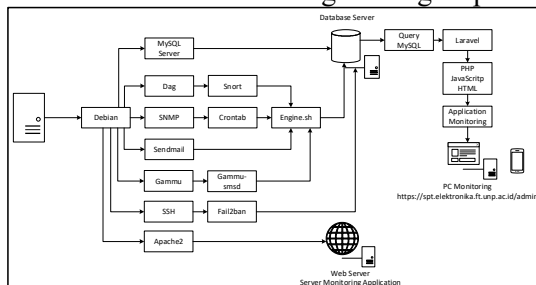 Database Server
MySQL
Server
Query
MySQL
Laravel
Dag
Snort
PHP
JavaScritp
HTML
Debian
SNMP
Crontab
Engine.sh
Application
Monitoring
Sendmail
Gammu
Gammu-
smsd
PC Monitoring
https://spt.elektronika.ft.unp.ac.id/admin
SSH
Fail2ban
Apache2
Web Server
Server Monitoring Application